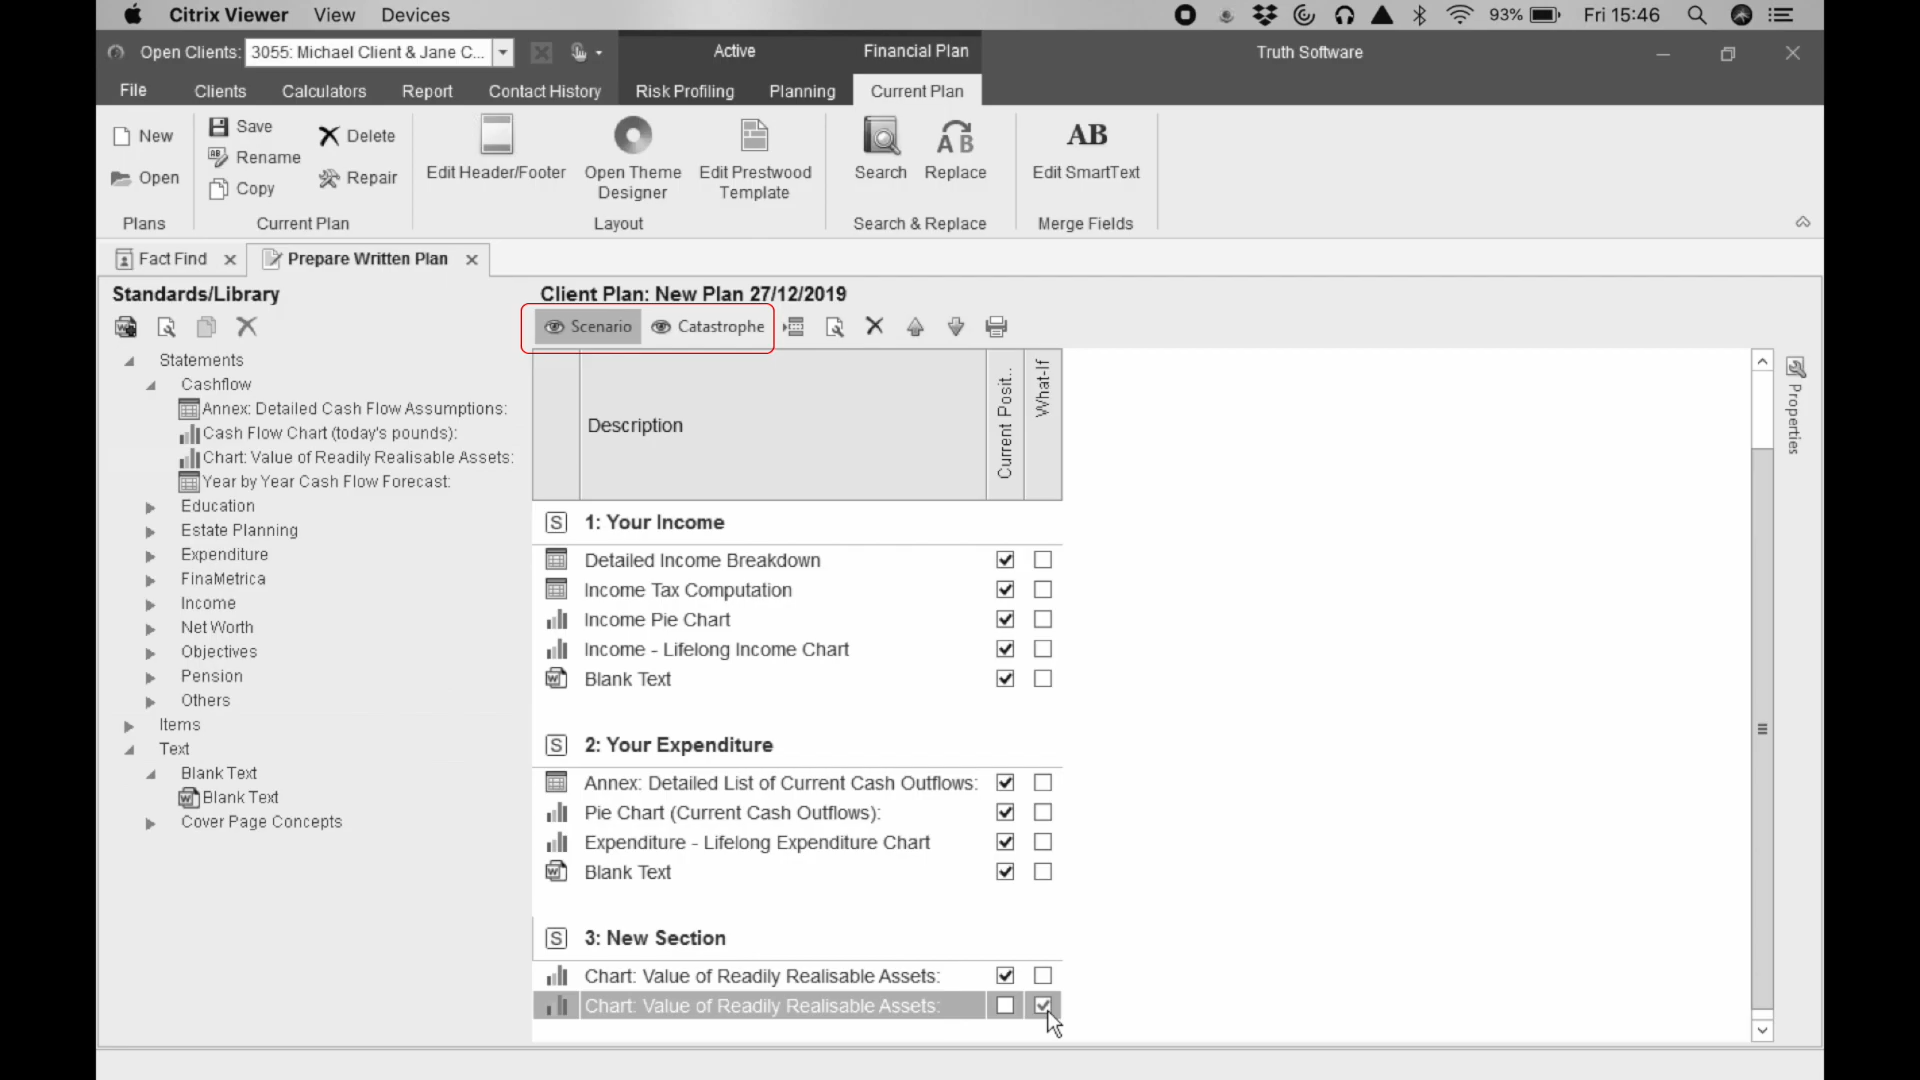 Citrix Viewer View Devices 93% Fri 15:46
Open Clients: 3055: Michael Client & Jane C... Active Financial Plan Truth Software
File Clients Calculators Report Contact History Risk Profiling Planning Current Plan
New Save Delete AB
Rename
Open Copy Repair Edit Header/Footer Open Theme Designer Edit Prestwood Template Search Replace Edit SmartText
Plans Current Plan Layout Search & Replace Merge Fields
Fact Find Prepare Written Plan
Standards/Library
Statements
Cashflow
Annex: Detailed Cash Flow Assumptions:
Cash Flow Chart (today's pounds):
Chart: Value of Readily Realisable Assets:
Year by Year Cash Flow Forecast:
Education
Estate Planning
Expenditure
FinaMetrica
Income
Net Worth
Objectives
Pension
Others
Items
Text
Blank Text
Blank Text
Cover Page Concepts
Client Plan: New Plan 27/12/2019
Scenario Catastrophe
Description Current Posit.. What-If
1: Your Income
Detailed Income Breakdown
Income Tax Computation
Income Pie Chart
Income - Lifelong Income Chart
Blank Text
2: Your Expenditure
Annex: Detailed List of Current Cash Outflows:
Pie Chart (Current Cash Outflows):
Expenditure - Lifelong Expenditure Chart
Blank Text
3: New Section
Chart: Value of Readily Realisable Assets:
Chart: Value of Readily Realisable Assets:
Properties